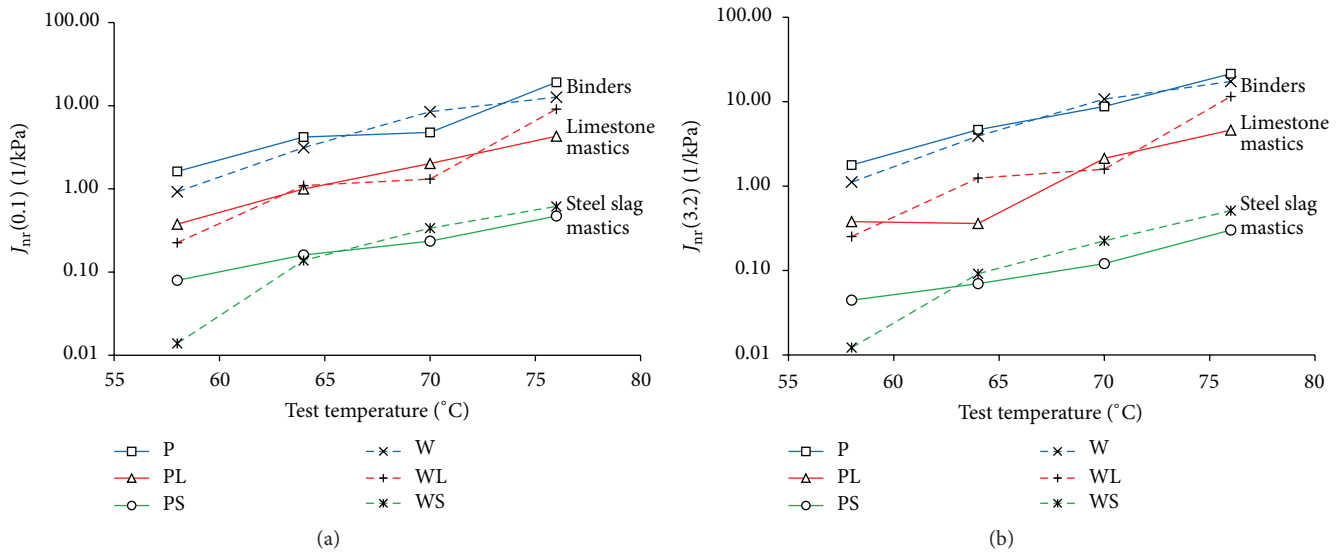 100.00
10.00
1.00
0.10
0.01
J_nr(0.1) (1/kPa)
Binders
Limestone
mastics
Steel slag
mastics
55 60 65 70 75 80
Test temperature (°C)
P W
PL WL
PS WS
(a)
100.00
10.00
1.00
0.10
0.01
J_nr(3.2) (1/kPa)
Binders
Limestone
mastics
Steel slag
mastics
55 60 65 70 75 80
Test temperature (°C)
P W
PL WL
PS WS
(b)